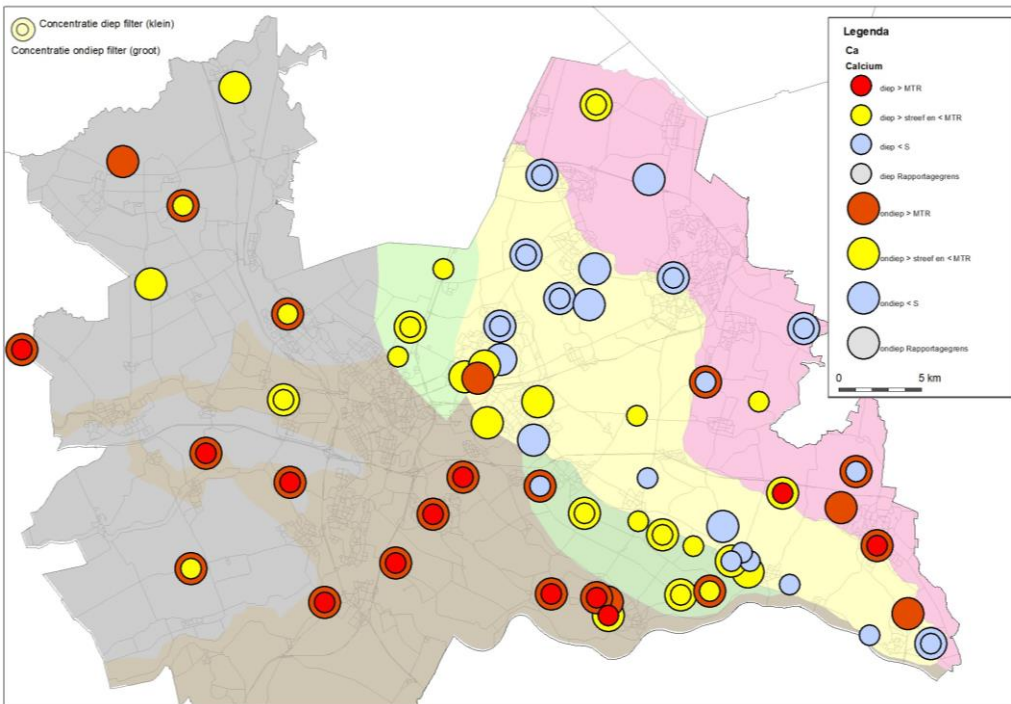 Concentratie diep filter (klein)
Concentratie ondiep filter (groot)
Legenda
Ca
Calcium
diep > MTR
diep > streef en < MTR
diep < S
diep Rapportagegrens
ondiep > MTR
ondiep > streef en < MTR
ondiep < S
ondiep Rapportagegrens
0 5 km